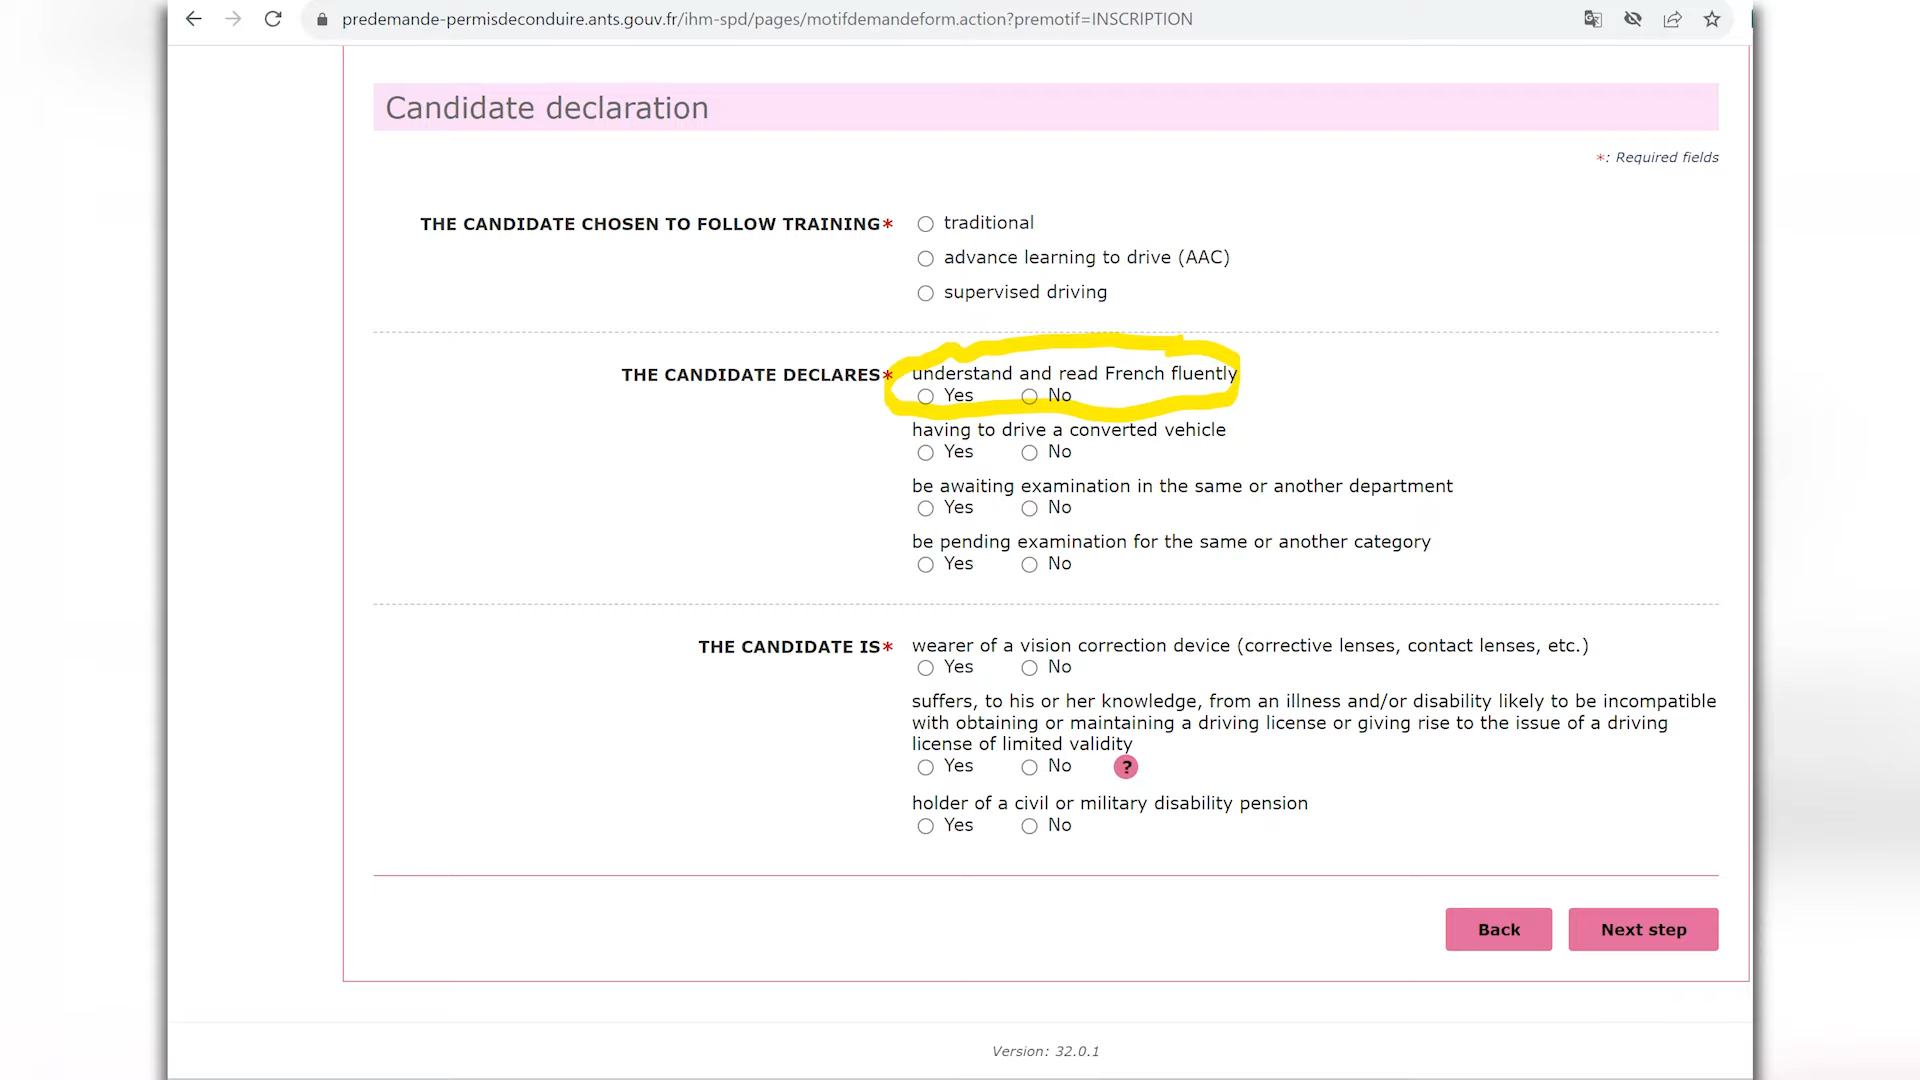 predemande-permisdeconduire.ants.gouv.fr/ihm-spd/pages/motifdemandeform.action?premotif=INSCRIPTION
Candidate declaration
*: Required fields
THE CANDIDATE CHOSEN TO FOLLOW TRAINING* traditional
advance learning to drive (AAC)
supervised driving
THE CANDIDATE DECLARES* understand and read French fluently
Yes No
having to drive a converted vehicle
Yes No
be awaiting examination in the same or another department
Yes No
be pending examination for the same or another category
Yes No
THE CANDIDATE IS* wearer of a vision correction device (corrective lenses, contact lenses, etc.)
Yes No
suffers, to his or her knowledge, from an illness and/or disability likely to be incompatible
with obtaining or maintaining a driving license or giving rise to the issue of a driving
license of limited validity
Yes No ?
holder of a civil or military disability pension
Yes No
Back Next step
Version: 32.0.1